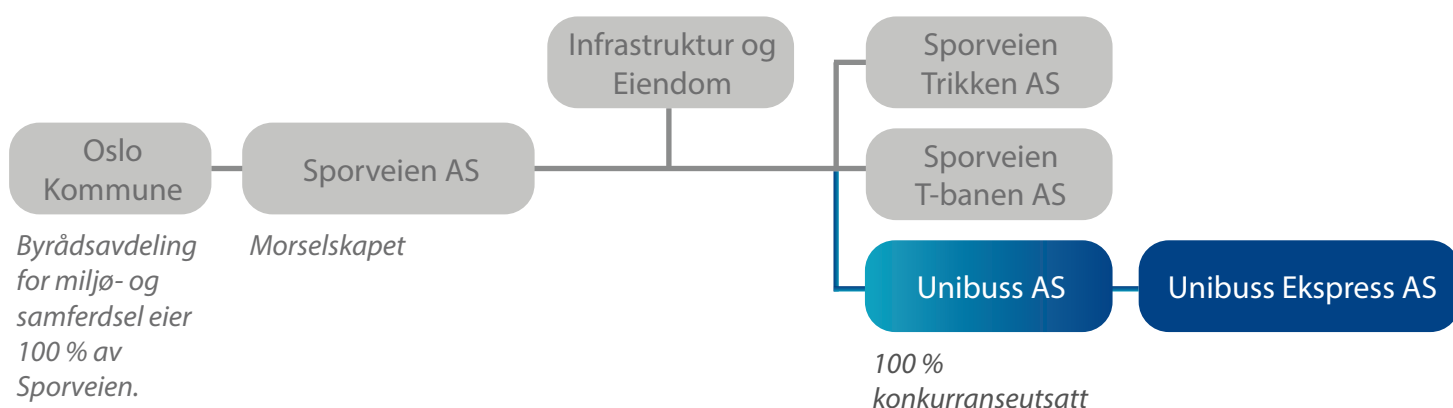 Oslo
Kommune
Byrådsavdeling
for miljø- og
samferdsel eier
100 % av
Sporveien.
Sporveien AS
Morselskapet
Infrastruktur og
Eiendom
Sporveien
Trikken AS
Sporveien
T-banen AS
Unibuss AS
100 %
konkurranseutsatt
Unibuss Ekspress AS